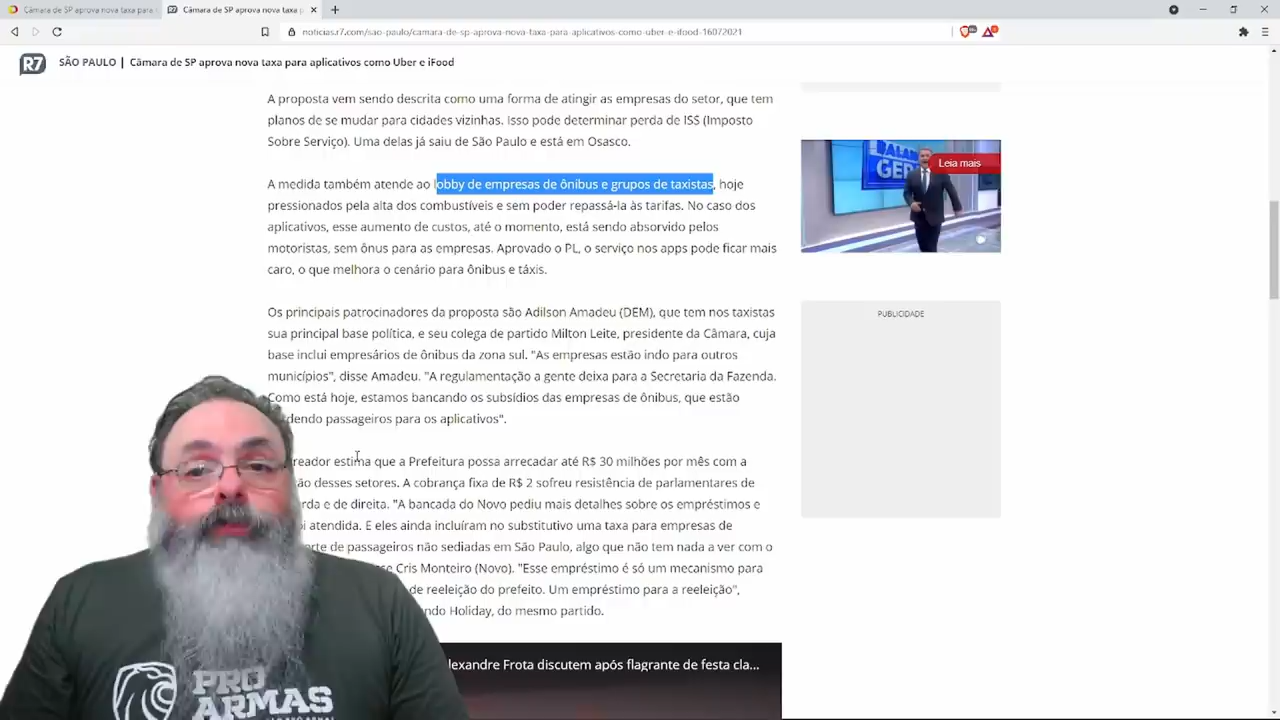 Câmara de SP aprova nova taxa para
Câmara de SP aprova nova taxa p
noticias.r7.com/sao-paulo/camara-de-sp-aprova-nova-taxa-para-aplicativos-como-uber-e-ifood-16072021
R7 SÃO PAULO | Câmara de SP aprova nova taxa para aplicativos como Uber e iFood
A proposta vem sendo descrita como uma forma de atingir as empresas do setor, que tem
planos de se mudar para cidades vizinhas. Isso pode determinar perda de ISS (Imposto
Sobre Serviço). Uma delas já saiu de São Paulo e está em Osasco.
A medida também atende ao lobby de empresas de ônibus e grupos de taxistas, hoje
pressionados pela alta dos combustíveis e sem poder repassá-la às tarifas. No caso dos
aplicativos, esse aumento de custos, até o momento, está sendo absorvido pelos
motoristas, sem ônus para as empresas. Aprovado o PL, o serviço nos apps pode ficar mais
caro, o que melhora o cenário para ônibus e táxis.
Os principais patrocinadores da proposta são Adilson Amadeu (DEM), que tem nos taxistas
sua principal base política, e seu colega de partido Milton Leite, presidente da Câmara, cuja
base inclui empresários de ônibus da zona sul. "As empresas estão indo para outros
municípios", disse Amadeu. "A regulamentação a gente deixa para a Secretaria da Fazenda.
Como está hoje, estamos bancando os subsídios das empresas de ônibus, que estão
dendo passageiros para os aplicativos".
reador estima que a Prefeitura possa arrecadar até R$ 30 milhões por mês com a
ão desses setores. A cobrança fixa de R$ 2 sofreu resistência de parlamentares de
rda e de direita. "A bancada do Novo pediu mais detalhes sobre os empréstimos e
oi atendida. E eles ainda incluíram no substitutivo uma taxa para empresas de
orte de passageiros não sediadas em São Paulo, algo que não tem nada a ver com o
se Cris Monteiro (Novo). "Esse empréstimo é só um mecanismo para
de reeleição do prefeito. Um empréstimo para a reeleição",
ndo Holiday, do mesmo partido.
lexandre Frota discutem após flagrante de festa cla...
Leia mais
PUBLICIDADE
PRO
ARMAS